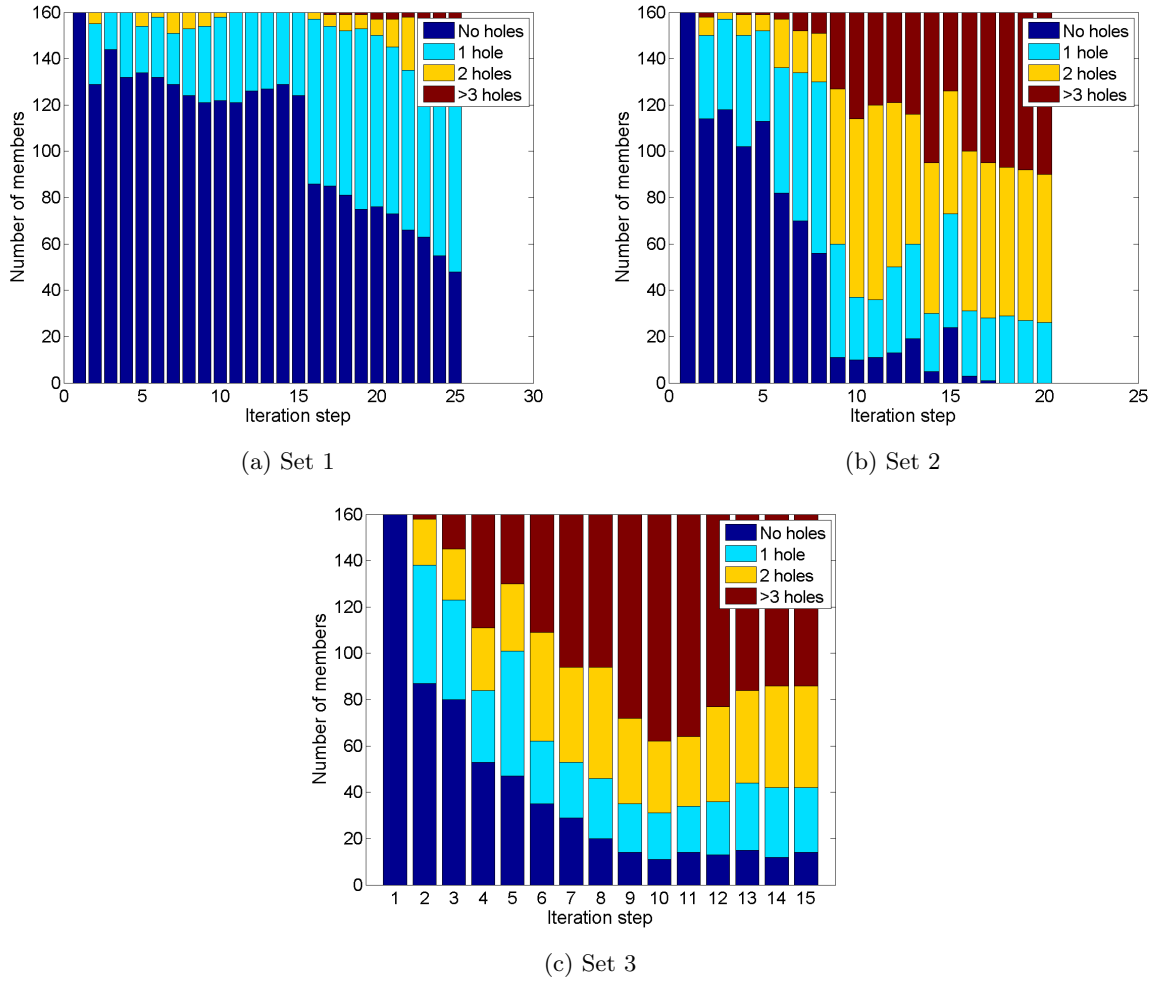 160
140
120
100
80
60
40
20
0
Number of members
No holes
1 hole
2 holes
>3 holes
0 5 10 15 20 25 30
Iteration step
(a) Set 1
160
140
120
100
80
60
40
20
0
Number of members
No holes
1 hole
2 holes
>3 holes
0 5 10 15 20 25
Iteration step
(b) Set 2
160
140
120
100
80
60
40
20
0
Number of members
No holes
1 hole
2 holes
>3 holes
1 2 3 4 5 6 7 8 9 10 11 12 13 14 15
Iteration step
(c) Set 3